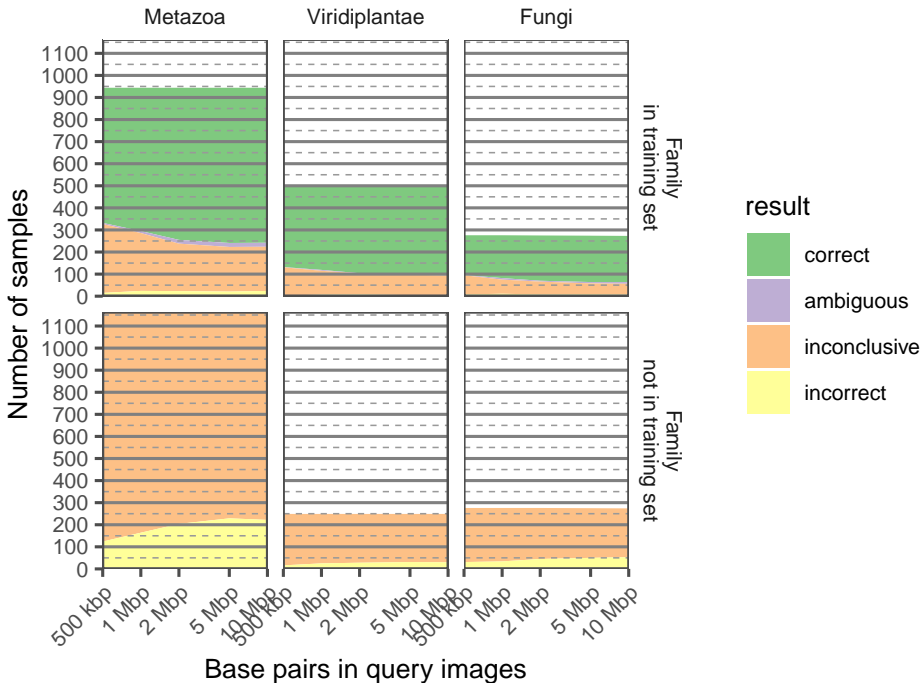 Metazoa
Viridiplantae
Fungi
1100
1000
900
800
700
600
500
400
300
200
100
0
Family
in training set
1100
1000
900
800
700
600
500
400
300
200
100
0
Family
not in training set
Number of samples
500 kbp
1 Mbp
2 Mbp
5 Mbp
10 Mbp
500 kbp
1 Mbp
2 Mbp
5 Mbp
10 Mbp
500 kbp
1 Mbp
2 Mbp
5 Mbp
10 Mbp
Base pairs in query images
result
correct
ambiguous
inconclusive
incorrect